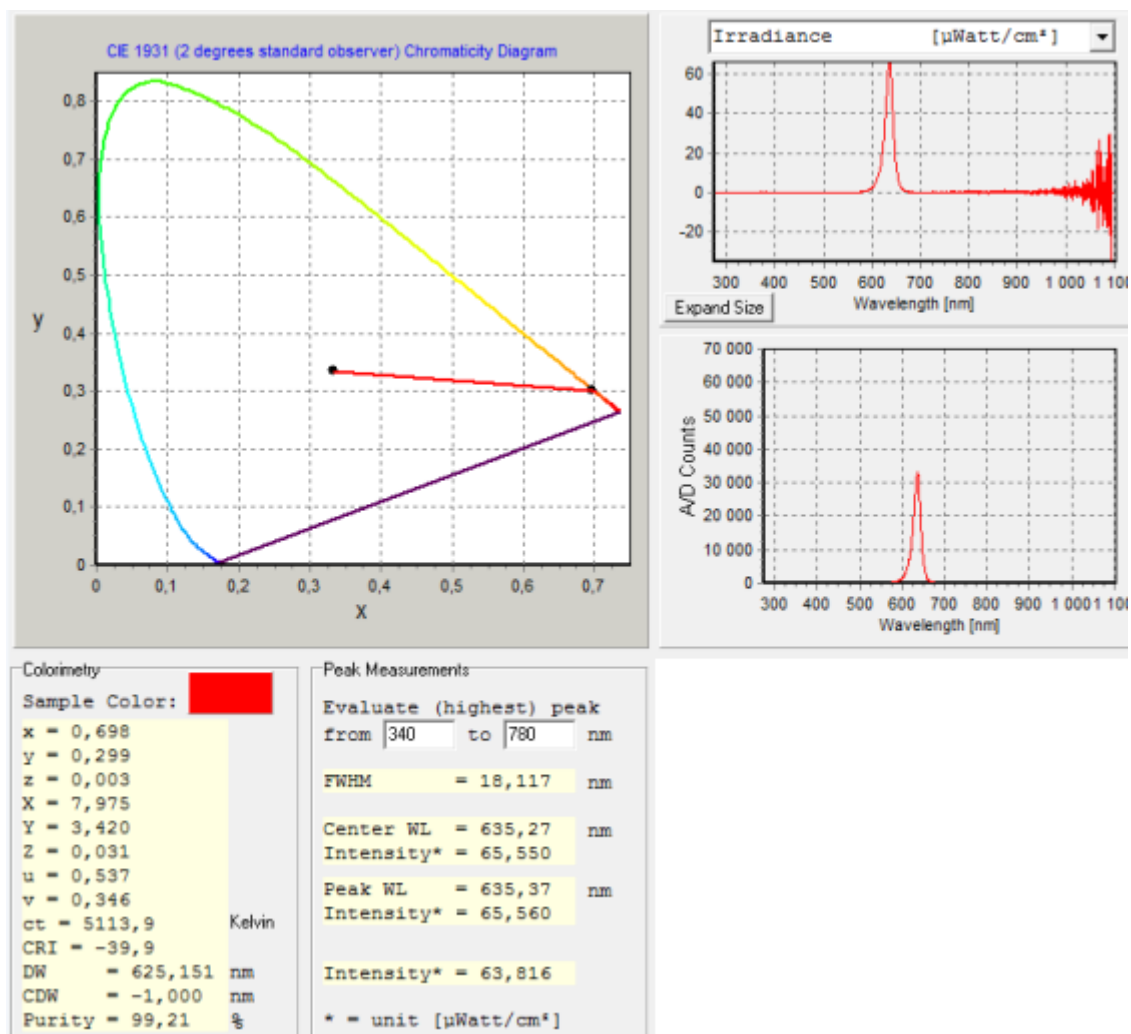 CIE 1931 (2 degrees standard observer) Chromaticity Diagram
0,8
0,7
0,6
0,5
0,4
0,3
0,2
0,1
0
y
0 0,1 0,2 0,3 0,4 0,5 0,6 0,7
x
Irradiance [µWatt/cm²]
60
40
20
0
-20
300 400 500 600 700 800 900 1 000 1 100
Wavelength [nm]
Expand Size
70 000
60 000
50 000
40 000
30 000
20 000
10 000
0
A/D Counts
300 400 500 600 700 800 900 1 000 1 100
Wavelength [nm]
Colorimetry
Sample Color:
x = 0,698
y = 0,299
z = 0,003
X = 7,975
Y = 3,420
Z = 0,031
u = 0,537
v = 0,346
ct = 5113,9 Kelvin
CRI = -39,9
DW = 625,151 nm
CDW = -1,000 nm
Purity = 99,21 %
Peak Measurements
Evaluate (highest) peak
from 340 to 780 nm
FWHM = 18,117 nm
Center WL = 635,27 nm
Intensity* = 65,550
Peak WL = 635,37 nm
Intensity* = 65,560
Intensity* = 63,816
* = unit [µWatt/cm²]